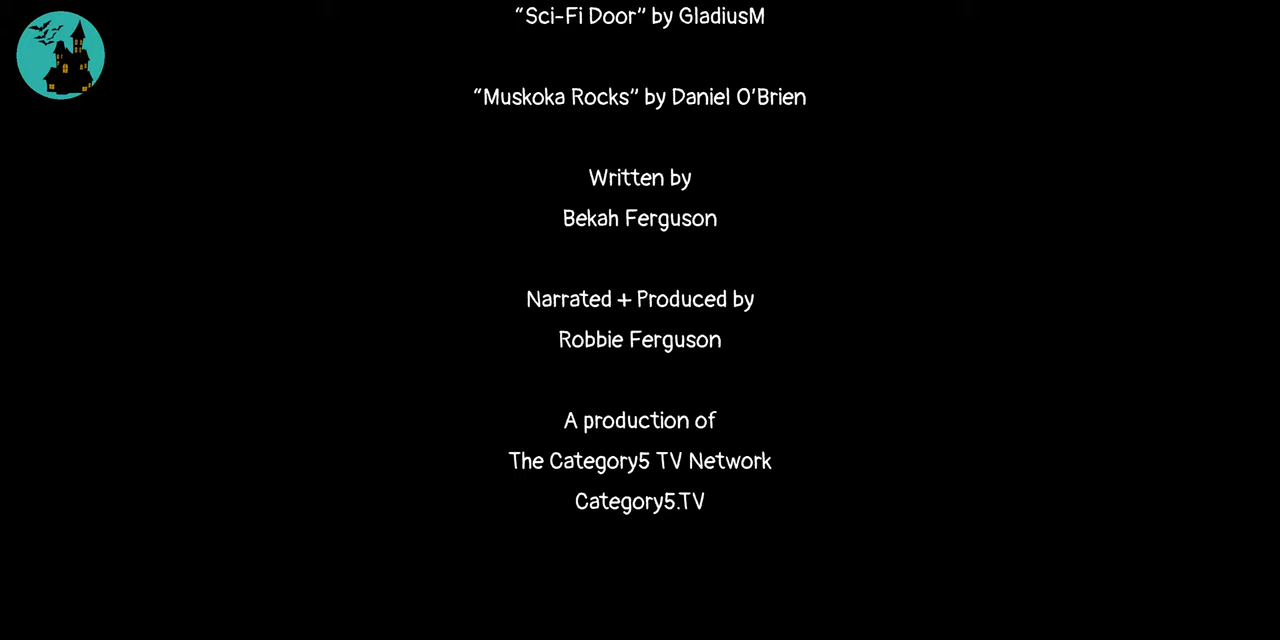 “Sci-Fi Door” by GladiusM
“Muskoka Rocks” by Daniel O’Brien
Written by
Bekah Ferguson
Narrated + Produced by
Robbie Ferguson
A production of
The Category5 TV Network
Category5.TV